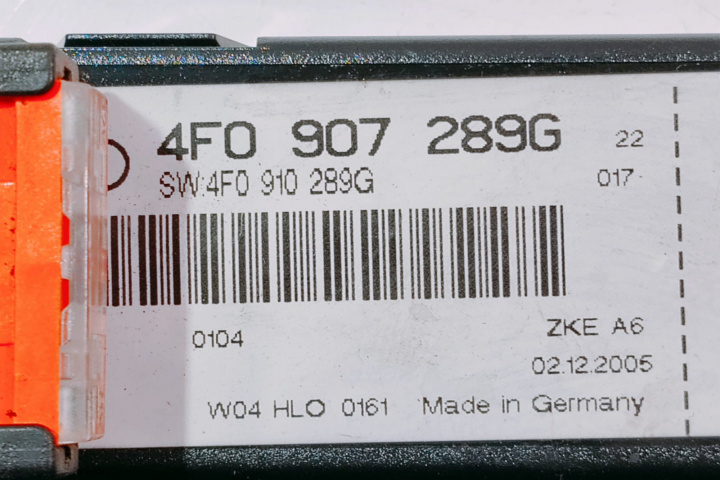 4F0 907 289G 22
SW:4F0 910 289G 017
0104 ZKE A6
02.12.2005
W04 HLO 0161 Made in Germany